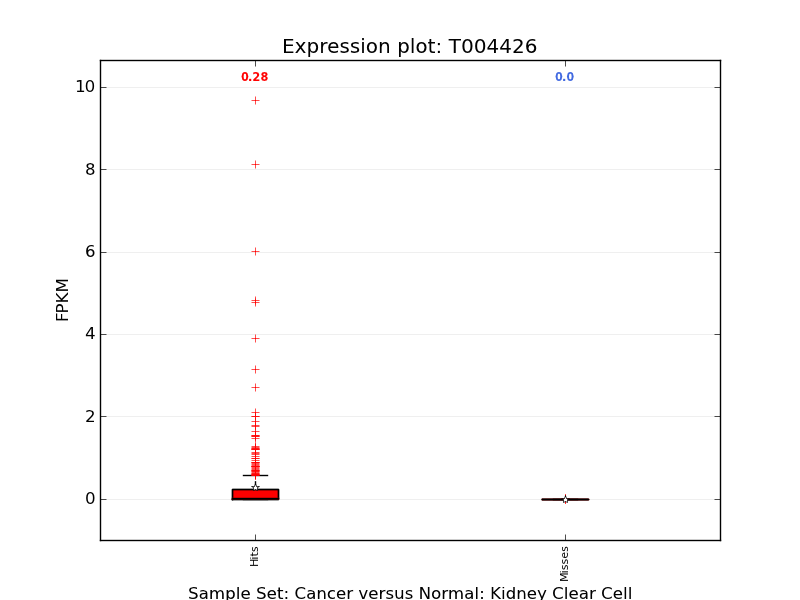 Expression plot: T004426
0.28
0.0
10
8
6
4
2
0
FPKM
Hits
Misses
Sample Set: Cancer versus Normal: Kidney Clear Cell